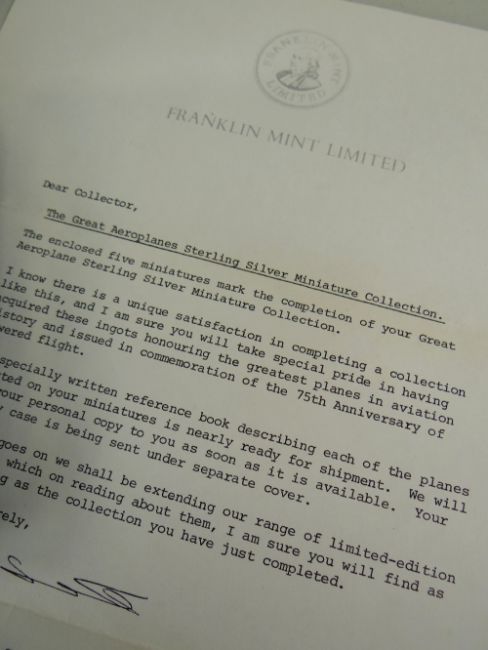 FRANKLIN MINT
LIMITED
FRANKLIN MINT LIMITED
Dear Collector,
The Great Aeroplanes Sterling Silver Miniature Collection.
The enclosed five miniatures mark the completion of your Great
Aeroplane Sterling Silver Miniature Collection.
I know there is a unique satisfaction in completing a collection
like this, and I am sure you will take special pride in having
acquired these ingots honouring the greatest planes in aviation
istory and issued in commemoration of the 75th Anniversary of
wered flight.
specially written reference book describing each of the planes
ted on your miniatures is nearly ready for shipment. We will
your personal copy to you as soon as it is available. Your
y case is being sent under separate cover.
goes on we shall be extending our range of limited-edition
which on reading about them, I am sure you will find as
g as the collection you have just completed.
rely,